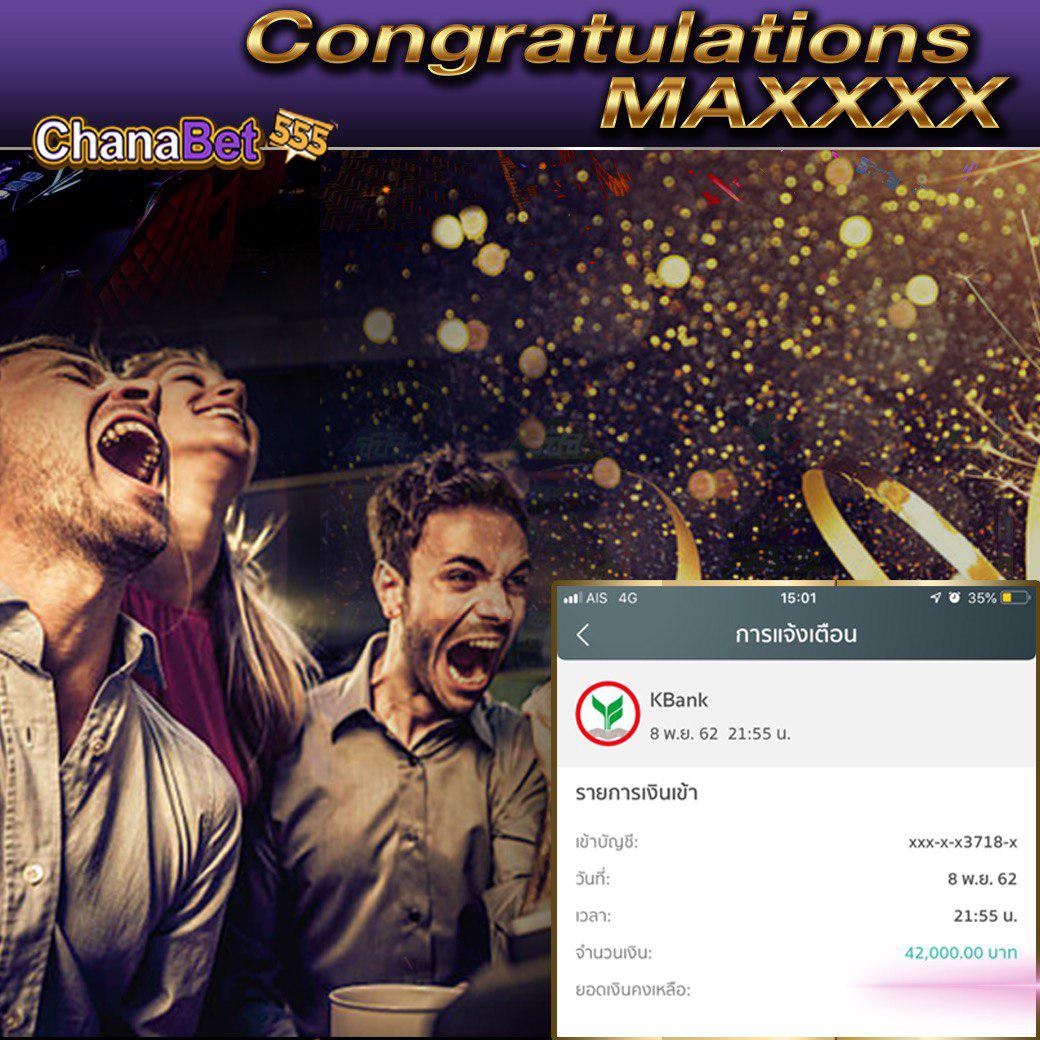 Congratulations
MAXXXX
ChanaBet 555
AIS 4G 15:01 35%
การแจ้งเตือน
KBank
8 พ.ย. 62 21:55 น.
รายการเงินเข้า
เข้าบัญชี: xxx-x-x3718-x
วันที่: 8 พ.ย. 62
เวลา: 21:55 น.
จำนวนเงิน: 42,000.00 บาท
ยอดเงินคงเหลือ: